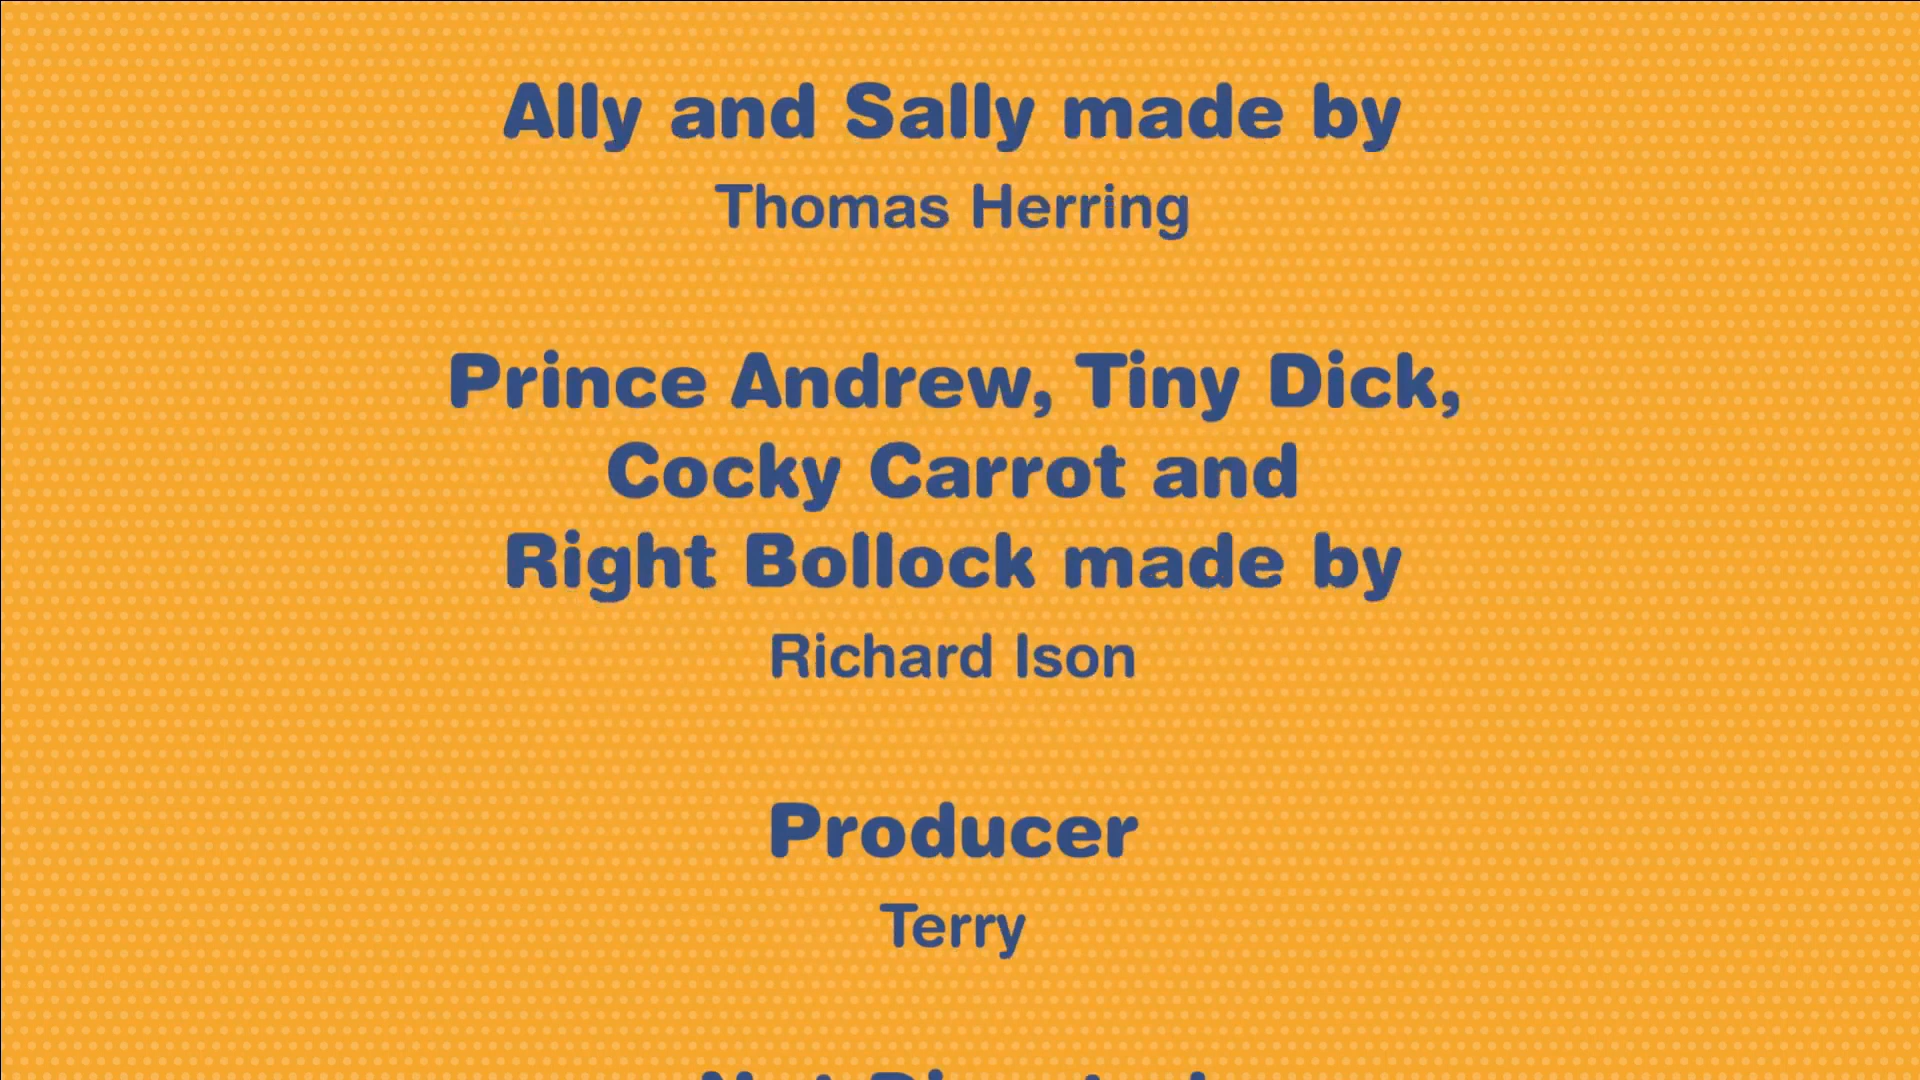 Ally and Sally made by
Thomas Herring
Prince Andrew, Tiny Dick,
Cocky Carrot and
Right Bollock made by
Richard Ison
Producer
Terry